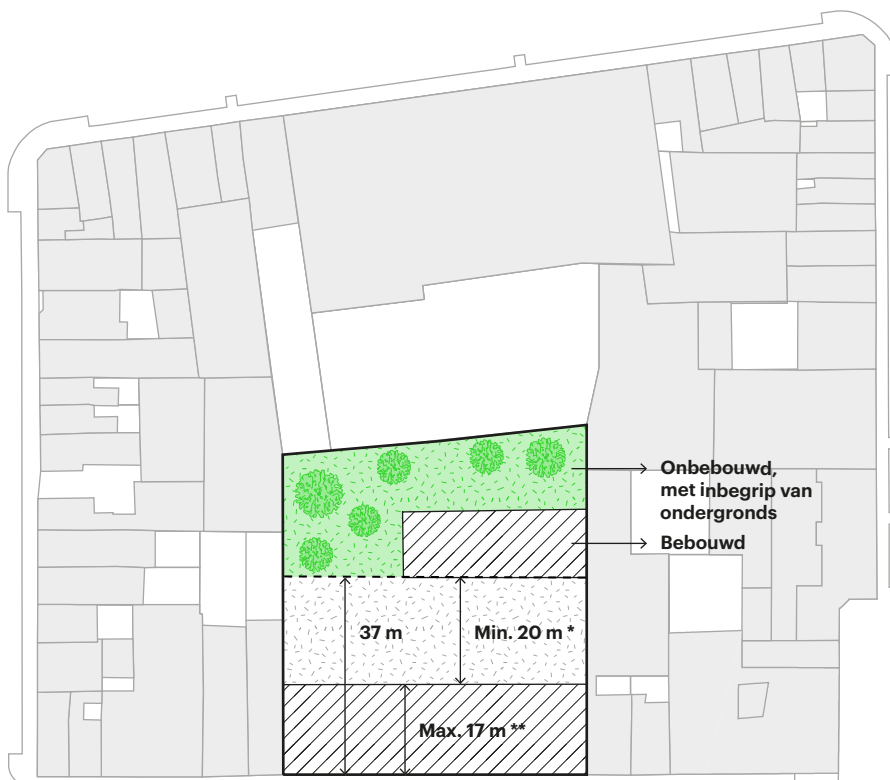 Onbebouwd,
met inbegrip van
ondergronds
Bebouwd
37 m
Min. 20 m *
Max. 17 m **